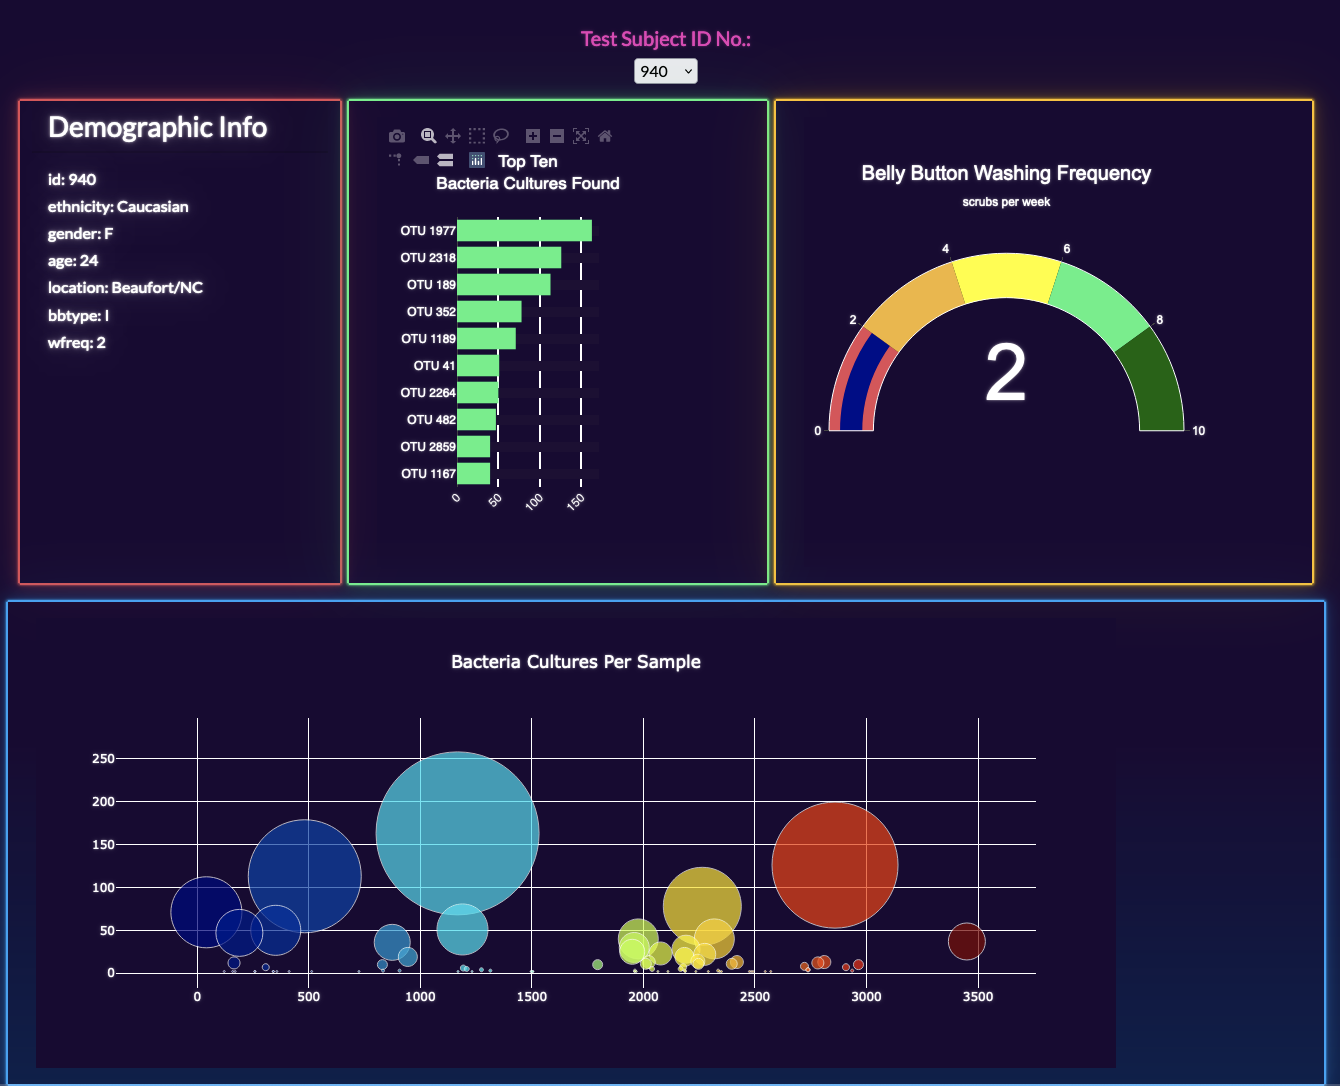 Test Subject ID No.:
940
Demographic Info
id: 940
ethnicity: Caucasian
gender: F
age: 24
location: Beaufort/NC
bbtype: I
wfreq: 2
Top Ten
Bacteria Cultures Found
OTU 1977
OTU 2318
OTU 189
OTU 352
OTU 1189
OTU 41
OTU 2264
OTU 482
OTU 2859
OTU 1167
0 50 100 150
Belly Button Washing Frequency
scrubs per week
4 6
2 8
2
0 10
Bacteria Cultures Per Sample
250
200
150
100
50
0
0 500 1000 1500 2000 2500 3000 3500